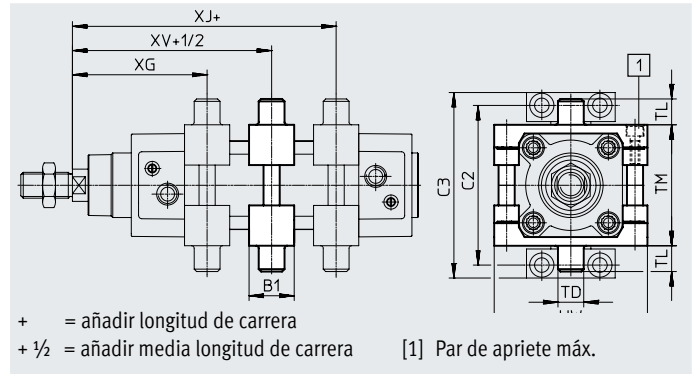 XJ+
XV+1/2
XG
B1
C3
C2
1
TL
TM
TL
TD
+ = añadir longitud de carrera
+ ½ = añadir media longitud de carrera [1] Par de apriete máx.